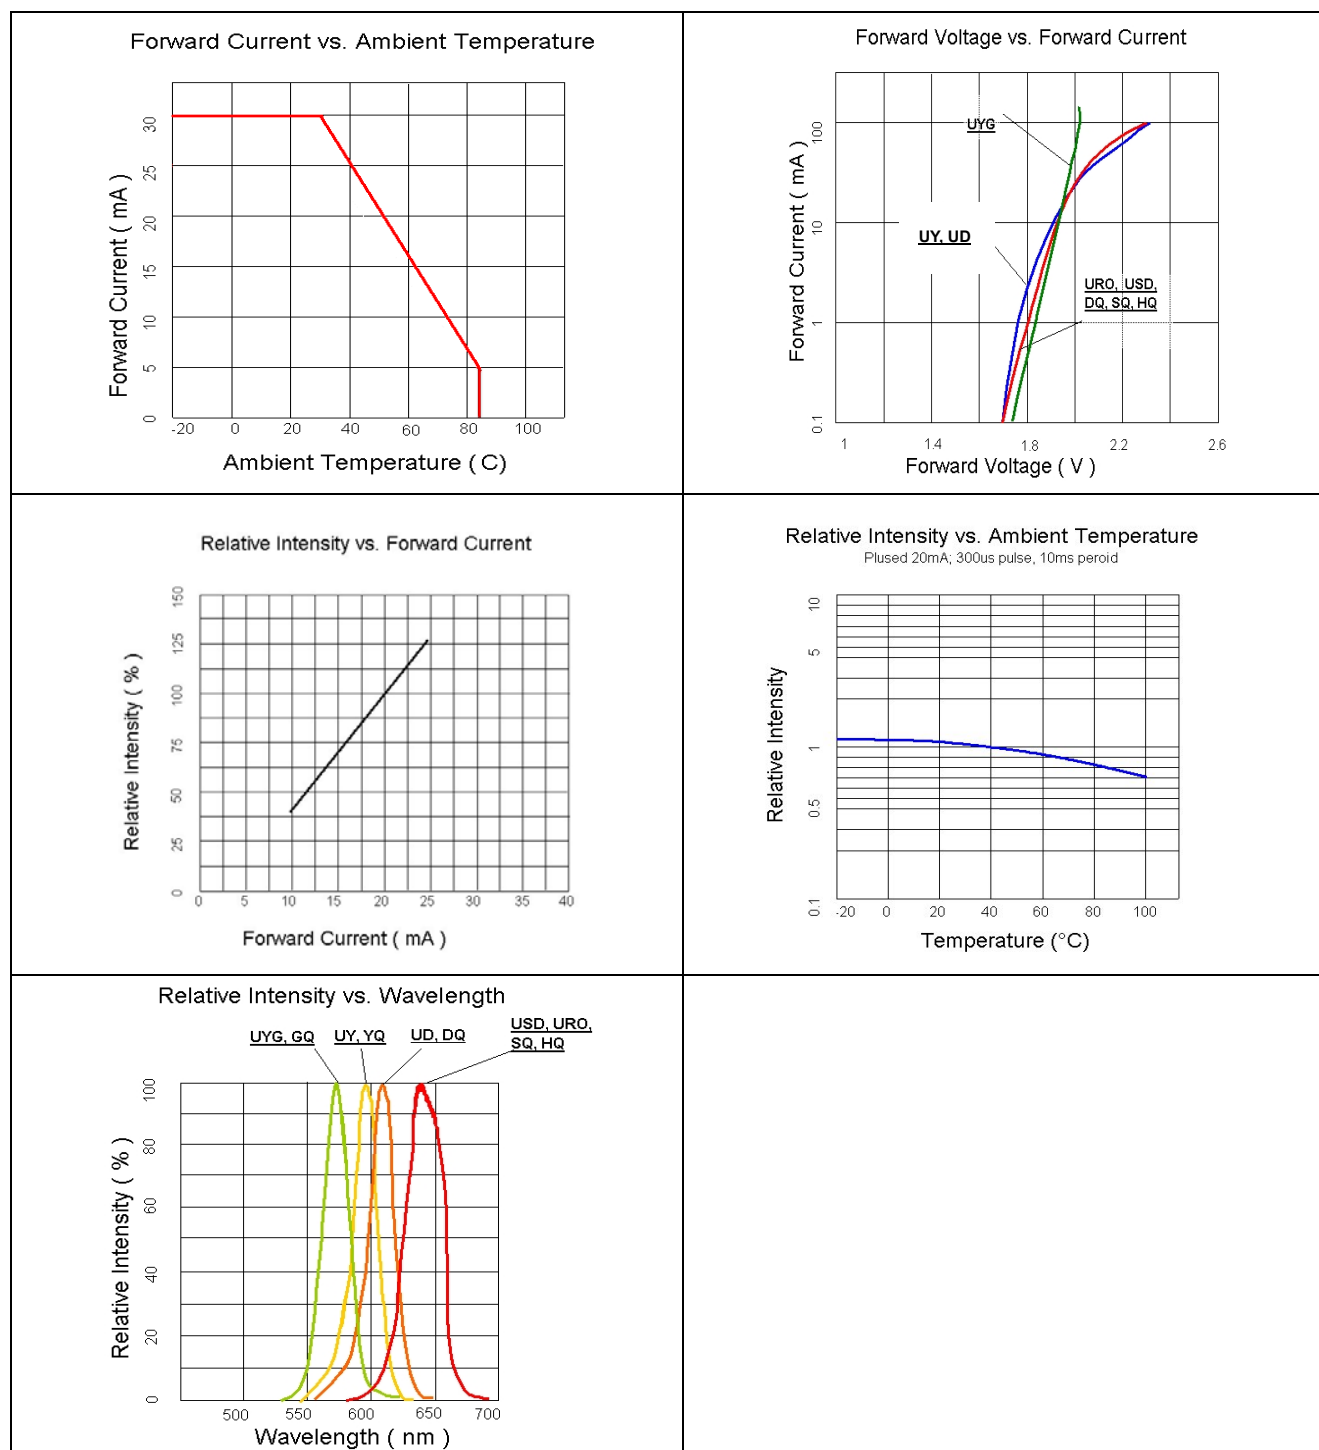 Forward Current vs. Ambient Temperature
Forward Current ( mA )
30
25
20
15
10
5
0
-20 0 20 40 60 80 100
Ambient Temperature ( C)
Forward Voltage vs. Forward Current
Forward Current ( mA )
100
10
1
0.1
UYG
UY, UD
URO, USD,
DQ, SQ, HQ
1 1.4 1.8 2.2 2.6
Forward Voltage ( V )
Relative Intensity vs. Forward Current
Relative Intensity ( % )
150
125
100
75
50
25
0
0 5 10 15 20 25 30 35 40
Forward Current ( mA )
Relative Intensity vs. Ambient Temperature
Plused 20mA; 300us pulse, 10ms peroid
Relative Intensity
10
5
1
0.5
0.1
-20 0 20 40 60 80 100
Temperature (°C)
Relative Intensity vs. Wavelength
UYG, GQ
UY, YQ
UD, DQ
USD, URO,
SQ, HQ
Relative Intensity ( % )
100
80
60
40
20
0
500 550 600 650 700
Wavelength ( nm )